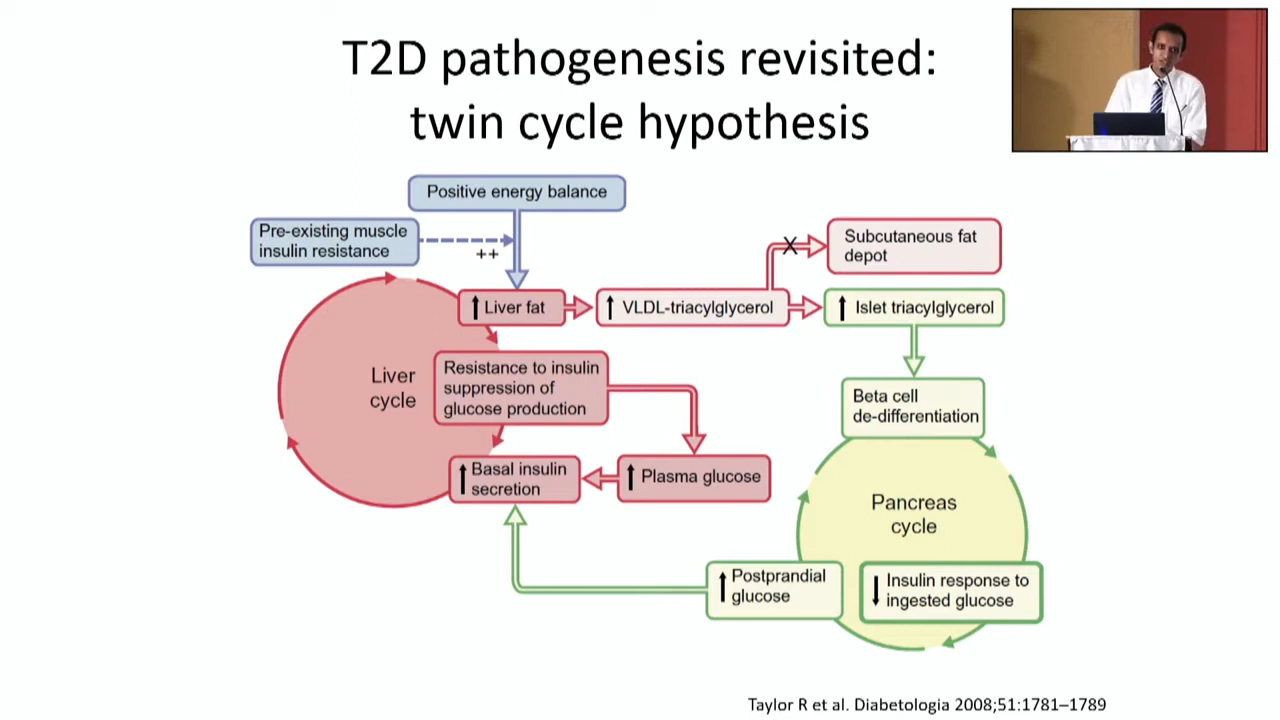 T2D pathogenesis revisited:
twin cycle hypothesis
Positive energy balance
Pre-existing muscle
insulin resistance
++
X
Subcutaneous fat
depot
Liver fat
VLDL-triacylglycerol
Islet triacylglycerol
Liver
cycle
Resistance to insulin
suppression of
glucose production
Beta cell
de-differentiation
Basal insulin
secretion
Plasma glucose
Pancreas
cycle
Postprandial
glucose
Insulin response to
ingested glucose
Taylor R et al. Diabetologia 2008;51:1781–1789